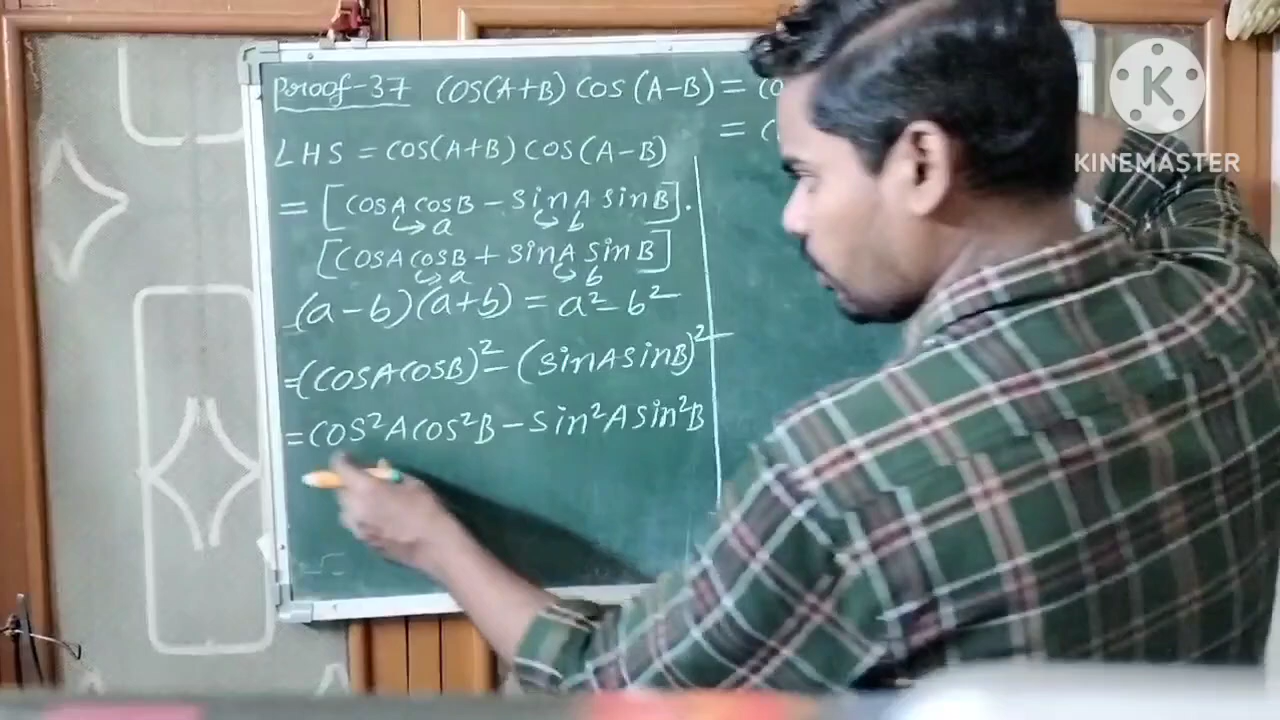 Proof-37 cos(A+B) cos(A-B) =
=
LHS = cos(A+B) cos(A-B)
= [cosA cosB - sinA sinB].
↪a ↪b
[cosA cosB + sinA sinB]
↪a ↪b
(a-b)(a+b) = a²-b²
=(cosA cosB)² - (sinA sinB)²
=cos²A cos²B - sin²A sin²B
K
KINEMASTER